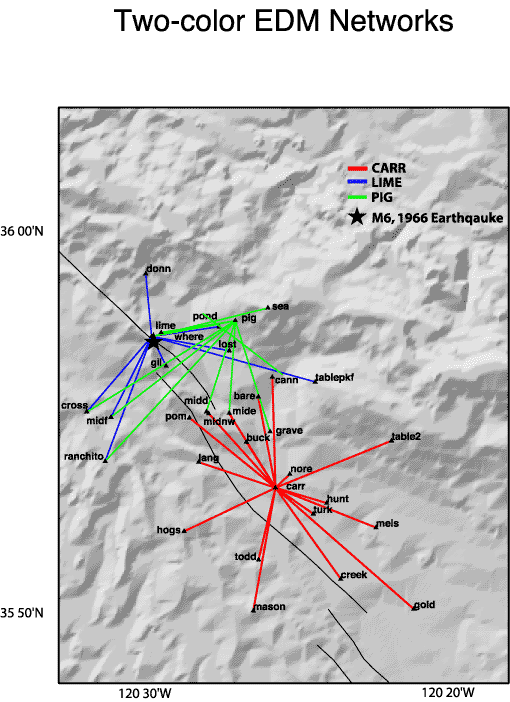 Two-color EDM Networks
CARR
LIME
PIG
M6, 1966 Earthqauke
36 00'N
donn
sea
pond
pig
lime
where
lost
gil
cann
tablepkf
bare
cross
midd
mide
midf
pom
midnw
grave
buck
table2
ranchito
lang
nore
carr
hunt
turk
hogs
mels
todd
creek
mason
gold
35 50'N
120 30'W
120 20'W